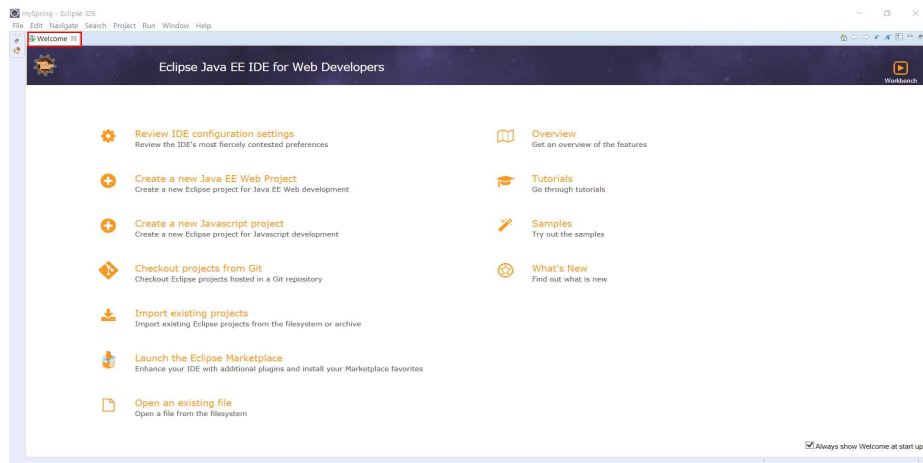 mySpring - Eclipse IDE
File Edit Navigate Search Project Run Window Help
Welcome
Eclipse Java EE IDE for Web Developers
Workbench
Review IDE configuration settings
Review the IDE's most fiercely contested preferences
Create a new Java EE Web Project
Create a new Eclipse project for Java EE Web development
Create a new Javascript project
Create a new Eclipse project for Javascript development
Checkout projects from Git
Checkout Eclipse projects hosted in a Git repository
Import existing projects
Import existing Eclipse projects from the filesystem or archive
Launch the Eclipse Marketplace
Enhance your IDE with additional plugins and install your Marketplace favorites
Open an existing file
Open a file from the filesystem
Overview
Get an overview of the features
Tutorials
Go through tutorials
Samples
Try out the samples
What's New
Find out what is new
Always show Welcome at start up